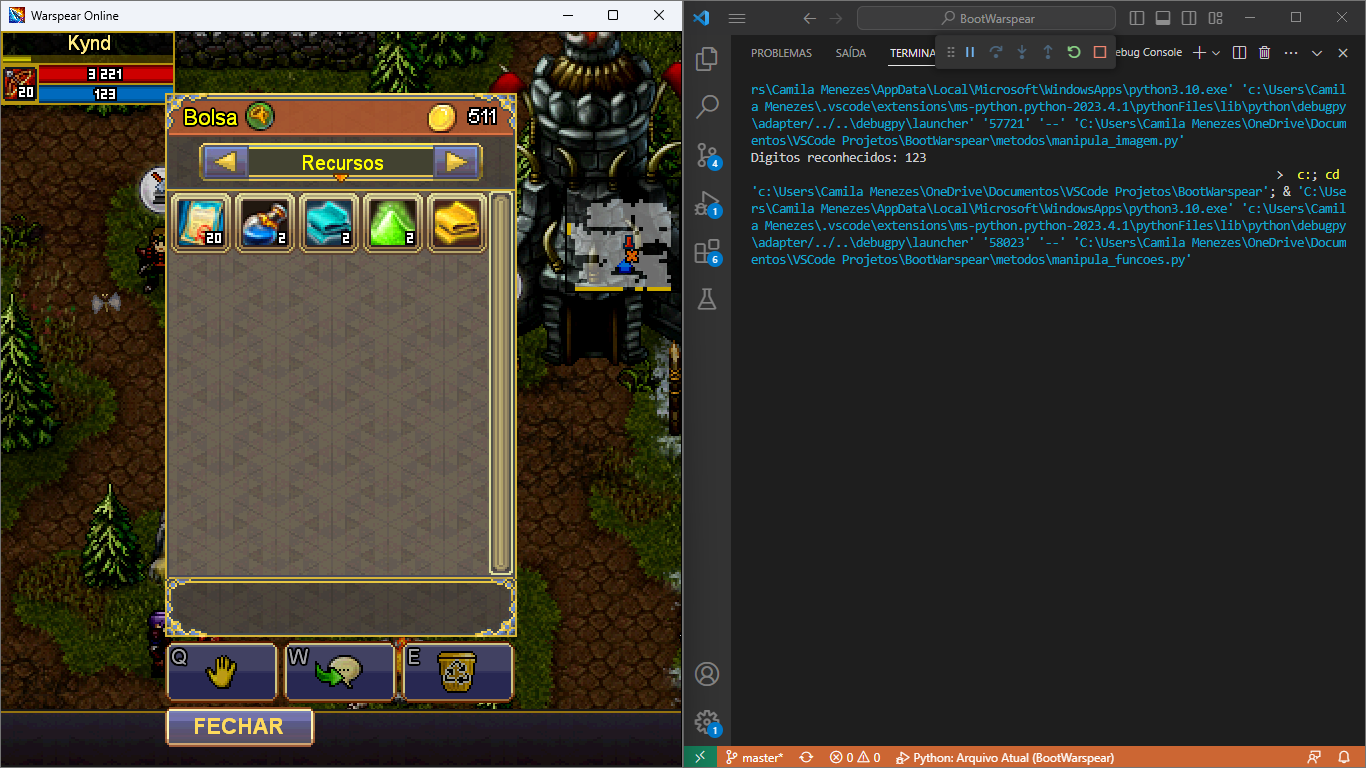 Warspear Online
Kynd
3 221
20
123
Bolsa
511
Recursos
20
2
2
2
Q
W
E
FECHAR
BootWarspear
PROBLEMAS SAÍDA TERMINA ebug Console
rs\Camila Menezes\AppData\Local\Microsoft\WindowsApps\python3.10.exe' 'c:\Users\Camil
a Menezes\.vscode\extensions\ms-python.python-2023.4.1\pythonFiles\lib\python\debugpy
\adapter/../..\debugpy\launcher' '57721' '--' 'C:\Users\Camila Menezes\OneDrive\Docum
entos\VSCode Projetos\BootWarspear\metodos\manipula_imagem.py'
Digitos reconhecidos: 123
> c:; cd
'c:\Users\Camila Menezes\OneDrive\Documentos\VSCode Projetos\BootWarspear'; & 'C:\Use
rs\Camila Menezes\AppData\Local\Microsoft\WindowsApps\python3.10.exe' 'c:\Users\Camil
a Menezes\.vscode\extensions\ms-python.python-2023.4.1\pythonFiles\lib\python\debugpy
\adapter/../..\debugpy\launcher' '58023' '--' 'C:\Users\Camila Menezes\OneDrive\Docum
entos\VSCode Projetos\BootWarspear\metodos\manipula_funcoes.py'
4
1
6
1
master* 0 0 Python: Arquivo Atual (BootWarspear)